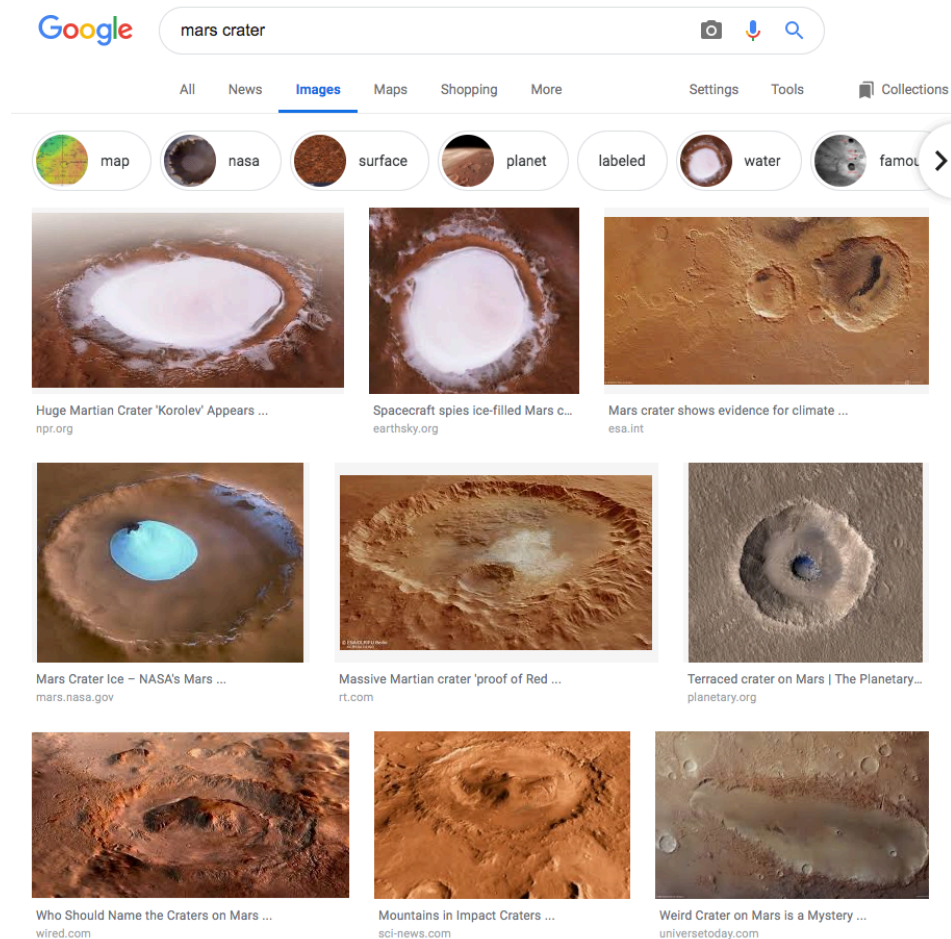 Google
mars crater
All News Images Maps Shopping More Settings Tools Collections
map nasa surface planet labeled water famou
Huge Martian Crater 'Korolev' Appears ... Spacecraft spies ice-filled Mars c... Mars crater shows evidence for climate ...
npr.org earthsky.org esa.int
Mars Crater Ice – NASA's Mars ... Massive Martian crater 'proof of Red ... Terraced crater on Mars | The Planetary...
mars.nasa.gov rt.com planetary.org
Who Should Name the Craters on Mars ... Mountains in Impact Craters ... Weird Crater on Mars is a Mystery ...
wired.com sci-news.com universetoday.com